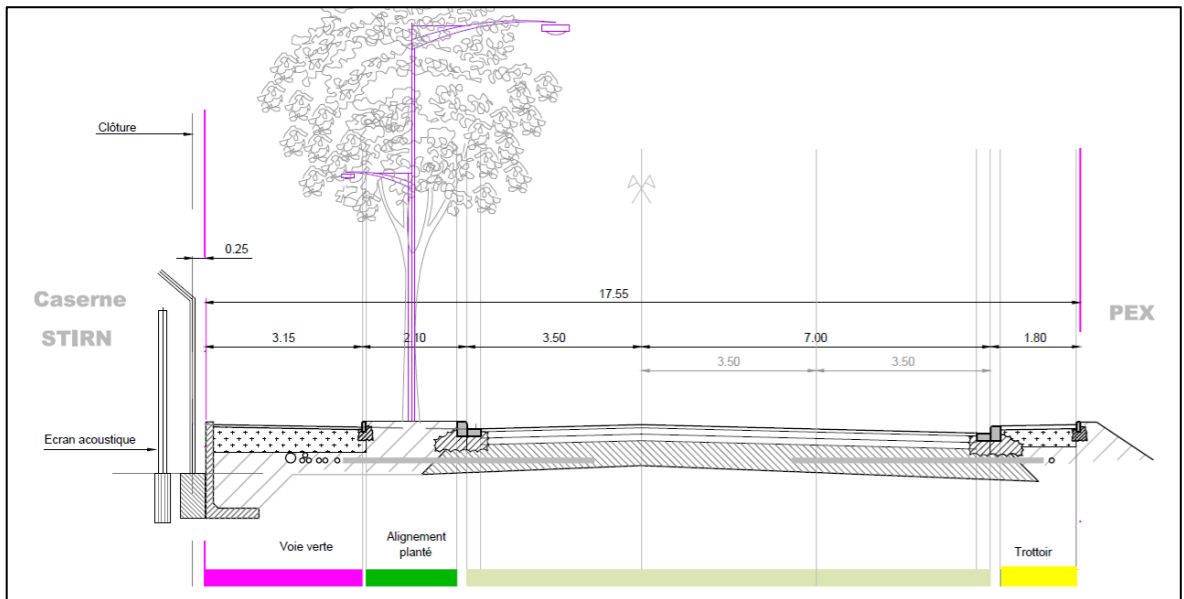 Clôture
0.25
Caserne
STIRN
17.55
PEX
3.15
2.10
3.50
7.00
1.80
3.50
3.50
Ecran acoustique
Voie verte
Alignement
planté
Trottoir